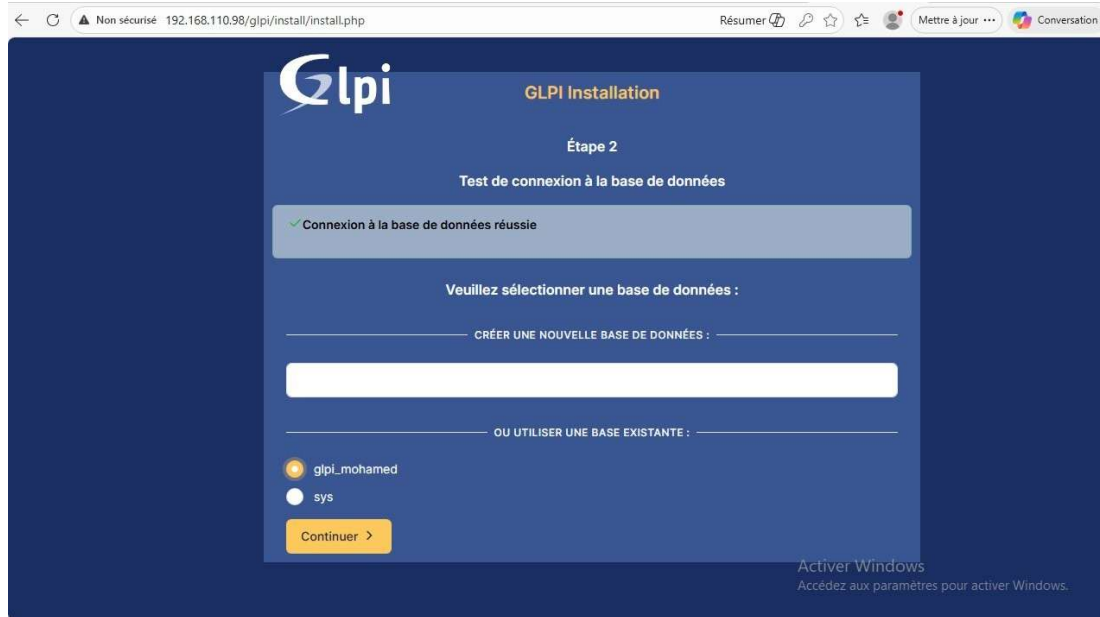 Non sécurisé 192.168.110.98/glpi/install/install.php Résumer Mettre à jour ... Conversation
Glpi
GLPI Installation
Étape 2
Test de connexion à la base de données
Connexion à la base de données réussie
Veuillez sélectionner une base de données :
CRÉER UNE NOUVELLE BASE DE DONNÉES :
OU UTILISER UNE BASE EXISTANTE :
glpi_mohamed
sys
Continuer >
Activer Windows
Accédez aux paramètres pour activer Windows.